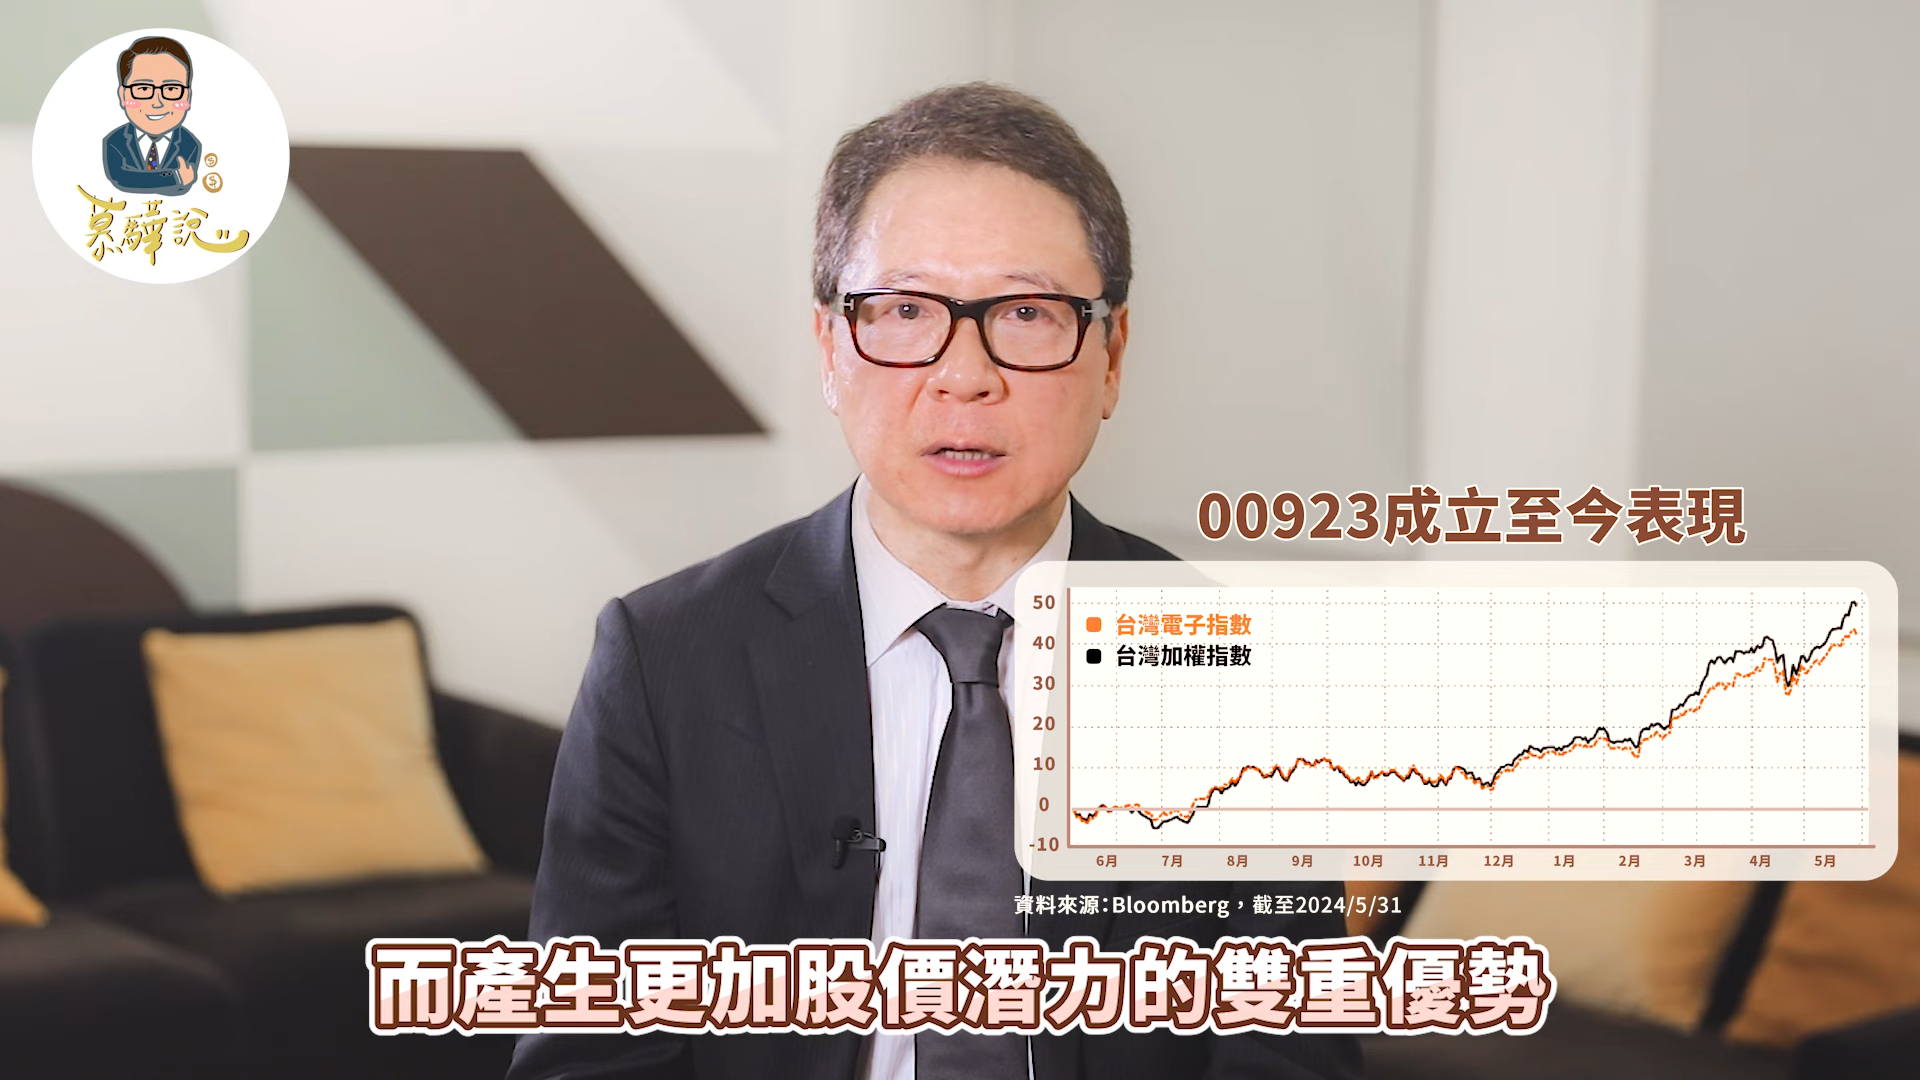 慕驊說
00923成立至今表現
50
40
30
20
10
0
-10
台灣電子指數
台灣加權指數
6月 7月 8月 9月 10月 11月 12月 1月 2月 3月 4月 5月
資料來源：Bloomberg，截至2024/5/31
而產生更加股價潛力的雙重優勢